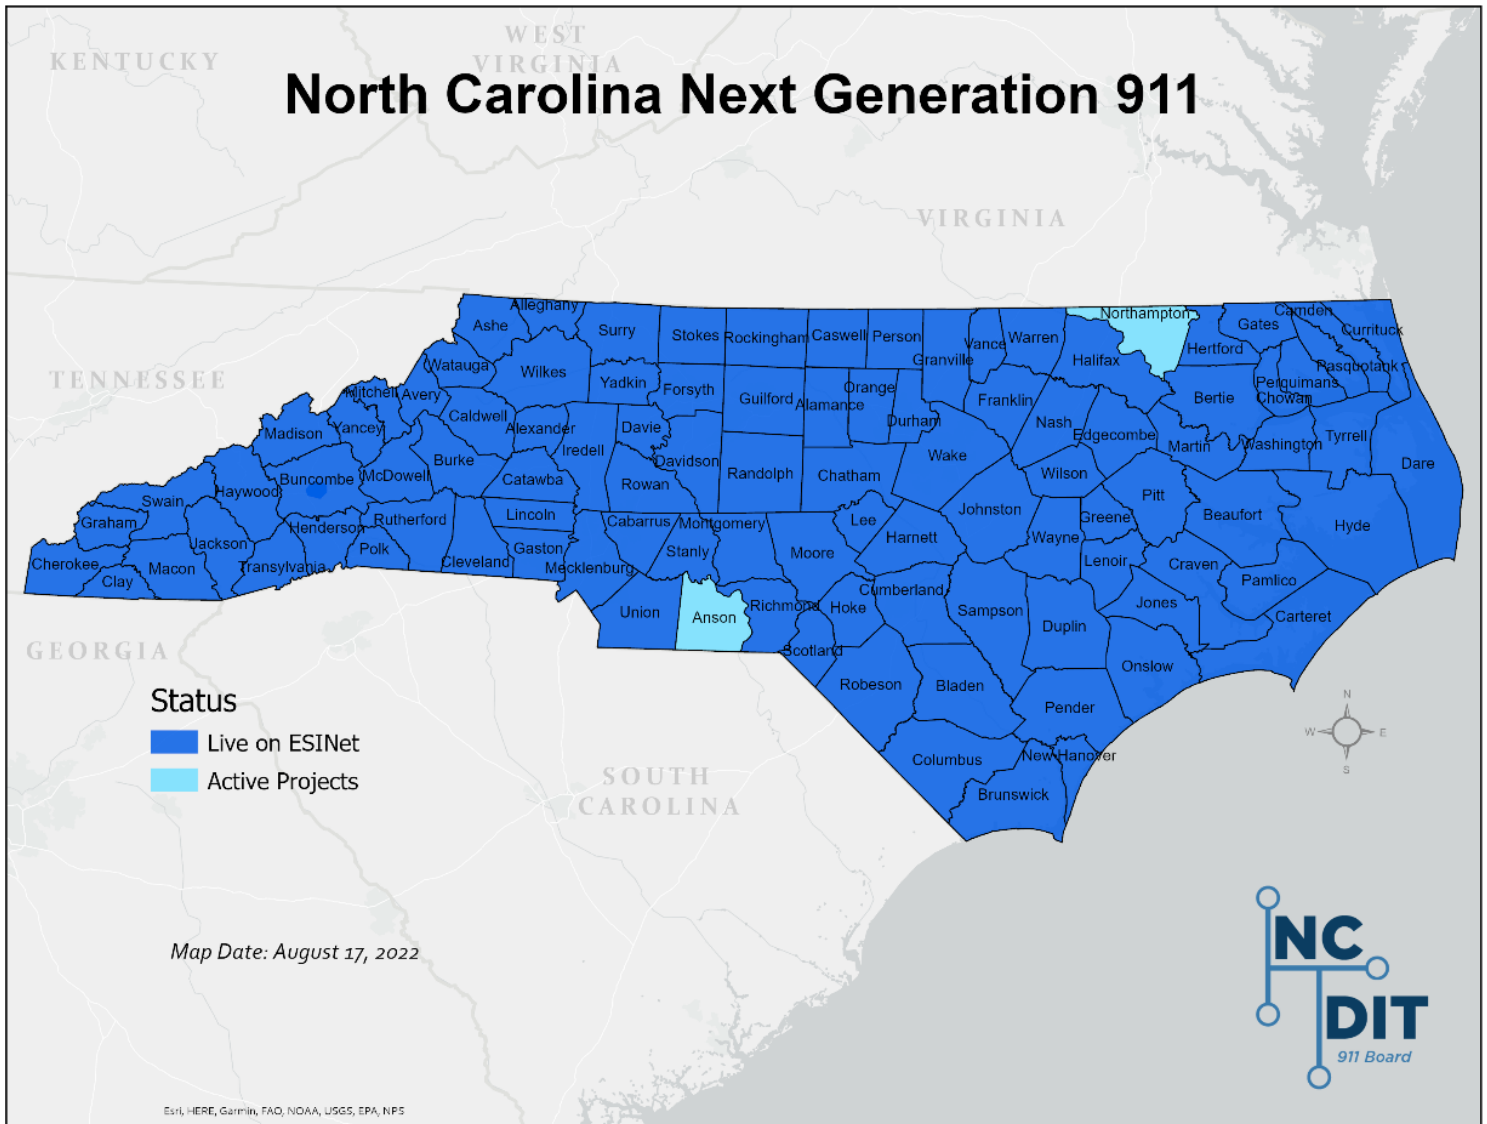 WEST
VIRGINIA
KENTUCKY
North Carolina Next Generation 911
VIRGINIA
TENNESSEE
Alleghany
Ashe
Surry
Stokes
Rockingham
Caswell
Person
Granville
Vance
Warren
Northampton
Halifax
Hertford
Gates
Camden
Currituck
Pasquotank
Perquimans
Chowan
Watauga
Wilkes
Yadkin
Forsyth
Guilford
Alamance
Orange
Durham
Franklin
Nash
Edgecombe
Bertie
Martin
Washington
Tyrrell
Dare
Mitchell
Avery
Caldwell
Alexander
Davie
Iredell
Davidson
Madison
Yancey
Burke
McDowell
Catawba
Rowan
Randolph
Chatham
Wake
Wilson
Pitt
Beaufort
Hyde
Buncombe
Haywood
Swain
Graham
Cherokee
Clay
Macon
Jackson
Transylvania
Henderson
Polk
Rutherford
Cleveland
Lincoln
Gaston
Mecklenburg
Cabarrus
Stanly
Montgomery
Moore
Lee
Harnett
Johnston
Wayne
Greene
Lenoir
Craven
Pamlico
Carteret
Jones
Union
Anson
Richmond
Hoke
Cumberland
Sampson
Duplin
Onslow
Scotland
Robeson
Bladen
Pender
Columbus
New Hanover
Brunswick
GEORGIA
SOUTH
CAROLINA
Status
Live on ESINet
Active Projects
N
W
E
S
Map Date: August 17, 2022
NC
DIT
911 Board
Esri, HERE, Garmin, FAO, NOAA, USGS, EPA, NPS